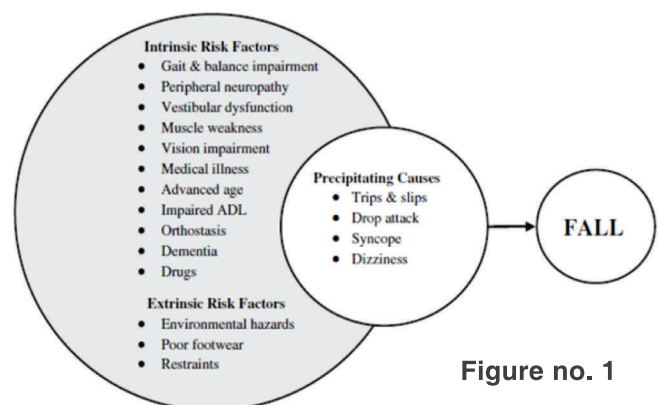 Intrinsic Risk Factors
• Gait & balance impairment
• Peripheral neuropathy
• Vestibular dysfunction
• Muscle weakness
• Vision impairment
• Medical illness
• Advanced age
• Impaired ADL
• Orthostasis
• Dementia
• Drugs
Extrinsic Risk Factors
• Environmental hazards
• Poor footwear
• Restraints
Precipitating Causes
• Trips & slips
• Drop attack
• Syncope
• Dizziness
FALL
Figure no. 1